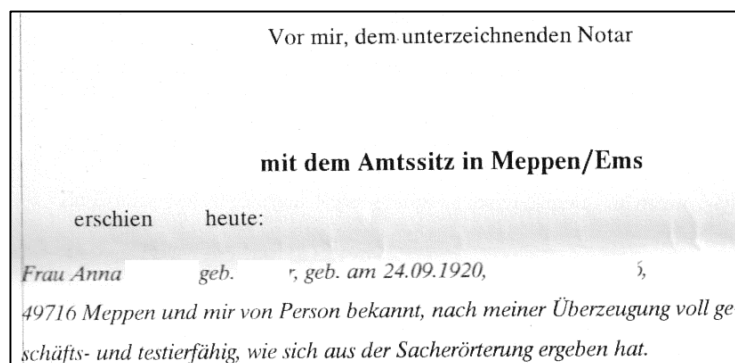 Vor mir, dem unterzeichnenden Notar
mit dem Amtssitz in Meppen/Ems
erschien heute:
Frau Anna geb. r, geb. am 24.09.1920, 5,
49716 Meppen und mir von Person bekannt, nach meiner Überzeugung voll ge-
schäfts- und testierfähig, wie sich aus der Sacherörterung ergeben hat.